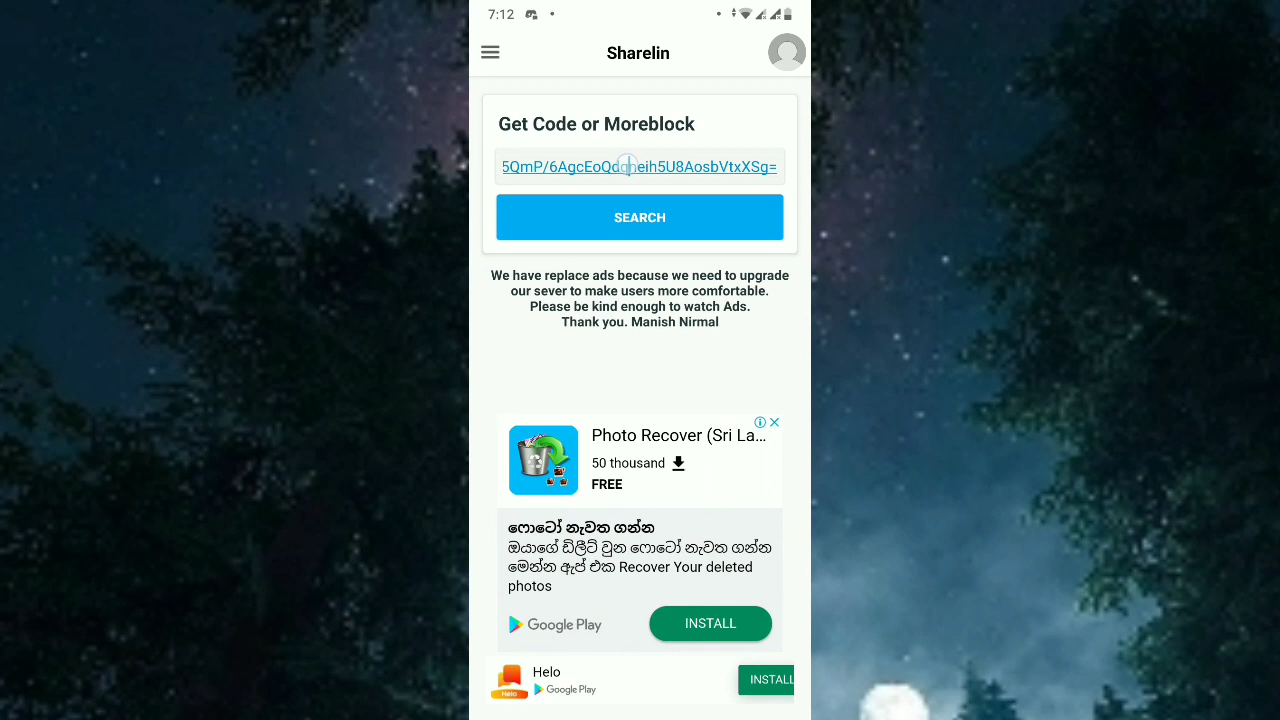 7:12
Sharelin
Get Code or Moreblock
SEARCH
We have replace ads because we need to upgrade
our sever to make users more comfortable.
Please be kind enough to watch Ads.
Thank you. Manish Nirmal
Photo Recover (Sri La...
50 thousand
FREE
ෆොටෝ නැවත ගන්න
ඔයාගේ ඩිලීට් වුන ෆොටෝ නැවත ගන්න
මෙන්න ඇප් එක Recover Your deleted
photos
Google Play
INSTALL
Helo
Helo
Google Play
INSTALL